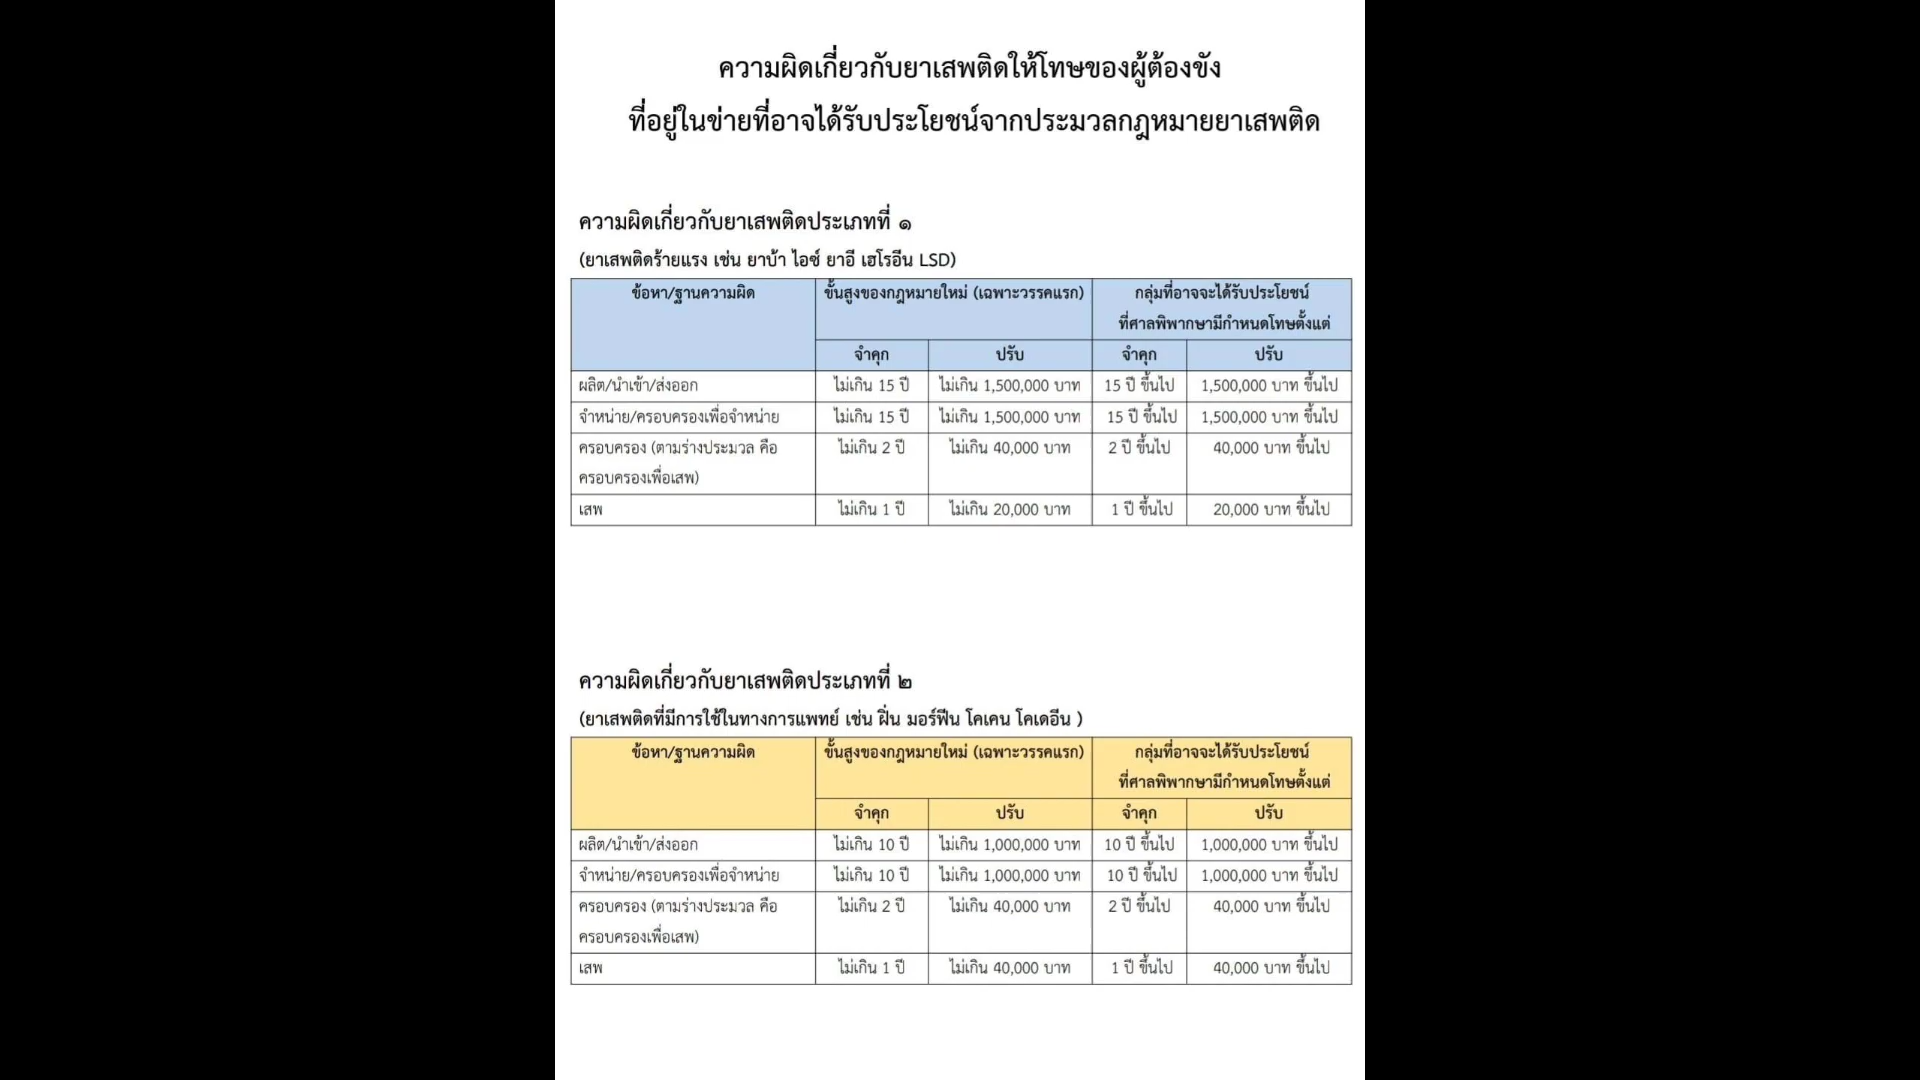 ความผิดเกี่ยวกับยาเสพติดให้โทษของผู้ต้องขัง
ที่อยู่ในข่ายที่อาจได้รับประโยชน์จากประมวลกฎหมายยาเสพติด
ความผิดเกี่ยวกับยาเสพติดประเภทที่ ๑
(ยาเสพติดร้ายแรง เช่น ยาบ้า ไอซ์ ยาอี เฮโรอีน LSD)
ข้อหา/ฐานความผิด ขั้นสูงของกฎหมายใหม่ (เฉพาะวรรคแรก) กลุ่มที่อาจจะได้รับประโยชน์
ที่ศาลพิพากษามีกำหนดโทษตั้งแต่
จำคุก ปรับ จำคุก ปรับ
ผลิต/นำเข้า/ส่งออก ไม่เกิน 15 ปี ไม่เกิน 1,500,000 บาท 15 ปี ขึ้นไป 1,500,000 บาท ขึ้นไป
จำหน่าย/ครอบครองเพื่อจำหน่าย ไม่เกิน 15 ปี ไม่เกิน 1,500,000 บาท 15 ปี ขึ้นไป 1,500,000 บาท ขึ้นไป
ครอบครอง (ตามร่างประมวล คือ ไม่เกิน 2 ปี ไม่เกิน 40,000 บาท 2 ปี ขึ้นไป 40,000 บาท ขึ้นไป
ครอบครองเพื่อเสพ)
เสพ ไม่เกิน 1 ปี ไม่เกิน 20,000 บาท 1 ปี ขึ้นไป 20,000 บาท ขึ้นไป
ความผิดเกี่ยวกับยาเสพติดประเภทที่ ๒
(ยาเสพติดที่มีการใช้ในทางการแพทย์ เช่น ฝิ่น มอร์ฟีน โคเคน โคเดอีน )
ข้อหา/ฐานความผิด ขั้นสูงของกฎหมายใหม่ (เฉพาะวรรคแรก) กลุ่มที่อาจจะได้รับประโยชน์
ที่ศาลพิพากษามีกำหนดโทษตั้งแต่
จำคุก ปรับ จำคุก ปรับ
ผลิต/นำเข้า/ส่งออก ไม่เกิน 10 ปี ไม่เกิน 1,000,000 บาท 10 ปี ขึ้นไป 1,000,000 บาท ขึ้นไป
จำหน่าย/ครอบครองเพื่อจำหน่าย ไม่เกิน 10 ปี ไม่เกิน 1,000,000 บาท 10 ปี ขึ้นไป 1,000,000 บาท ขึ้นไป
ครอบครอง (ตามร่างประมวล คือ ไม่เกิน 2 ปี ไม่เกิน 40,000 บาท 2 ปี ขึ้นไป 40,000 บาท ขึ้นไป
ครอบครองเพื่อเสพ)
เสพ ไม่เกิน 1 ปี ไม่เกิน 40,000 บาท 1 ปี ขึ้นไป 40,000 บาท ขึ้นไป